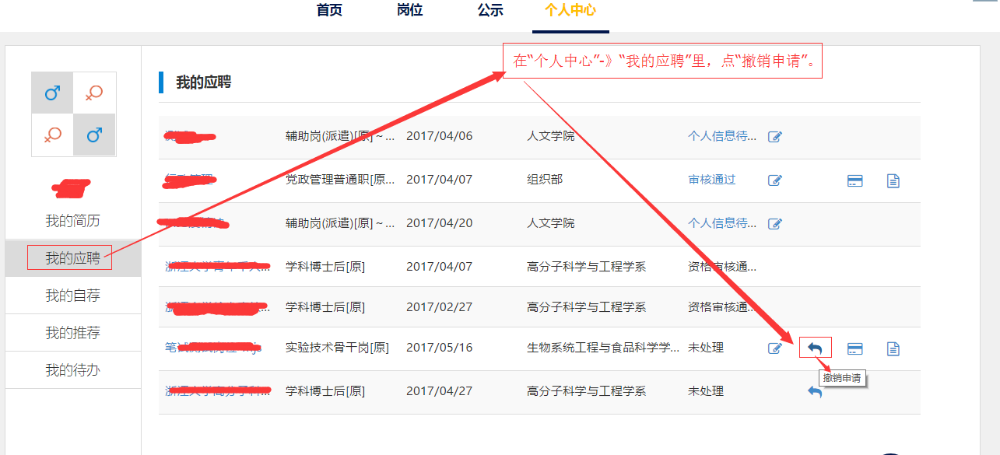 首页 岗位 公示 个人中心
在“个人中心”-》“我的应聘”里，点“撤销申请”。
我的应聘
我的简历
我的应聘
我的自荐
我的推荐
我的待办
辅助岗(派遣)[原]～... 2017/04/06 人文学院 个人信息待...
党政管理普通职[原... 2017/04/07 组织部 审核通过
辅助岗(派遣)[原]～... 2017/04/20 人文学院 个人信息待...
学科博士后[原] 2017/04/07 高分子科学与工程学系 资格审核通...
学科博士后[原] 2017/02/27 高分子科学与工程学系 资格审核通...
实验技术骨干岗[原] 2017/05/16 生物系统工程与食品科学学... 未处理
撤销申请
学科博士后[原] 2017/04/27 高分子科学与工程学系 未处理